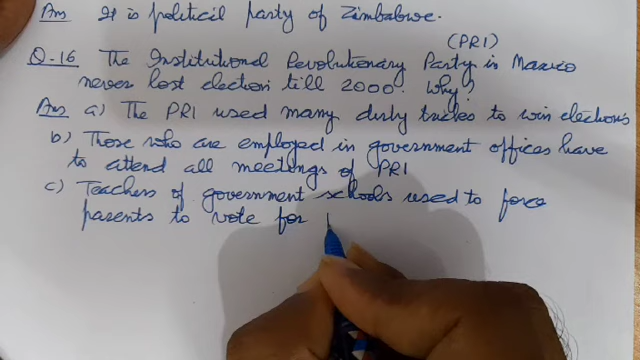 Ans It is political party of Zimbabwe.
(PRI)
Q-16 The Institutional Revolutionary Party in Mexico
never lost election till 2000. Why?
Ans a) The PRI used many dirty tricks to win elections
b) Those who are employed in government offices have
to attend all meetings of PRI
c) Teachers of government schools used to force
parents to vote for